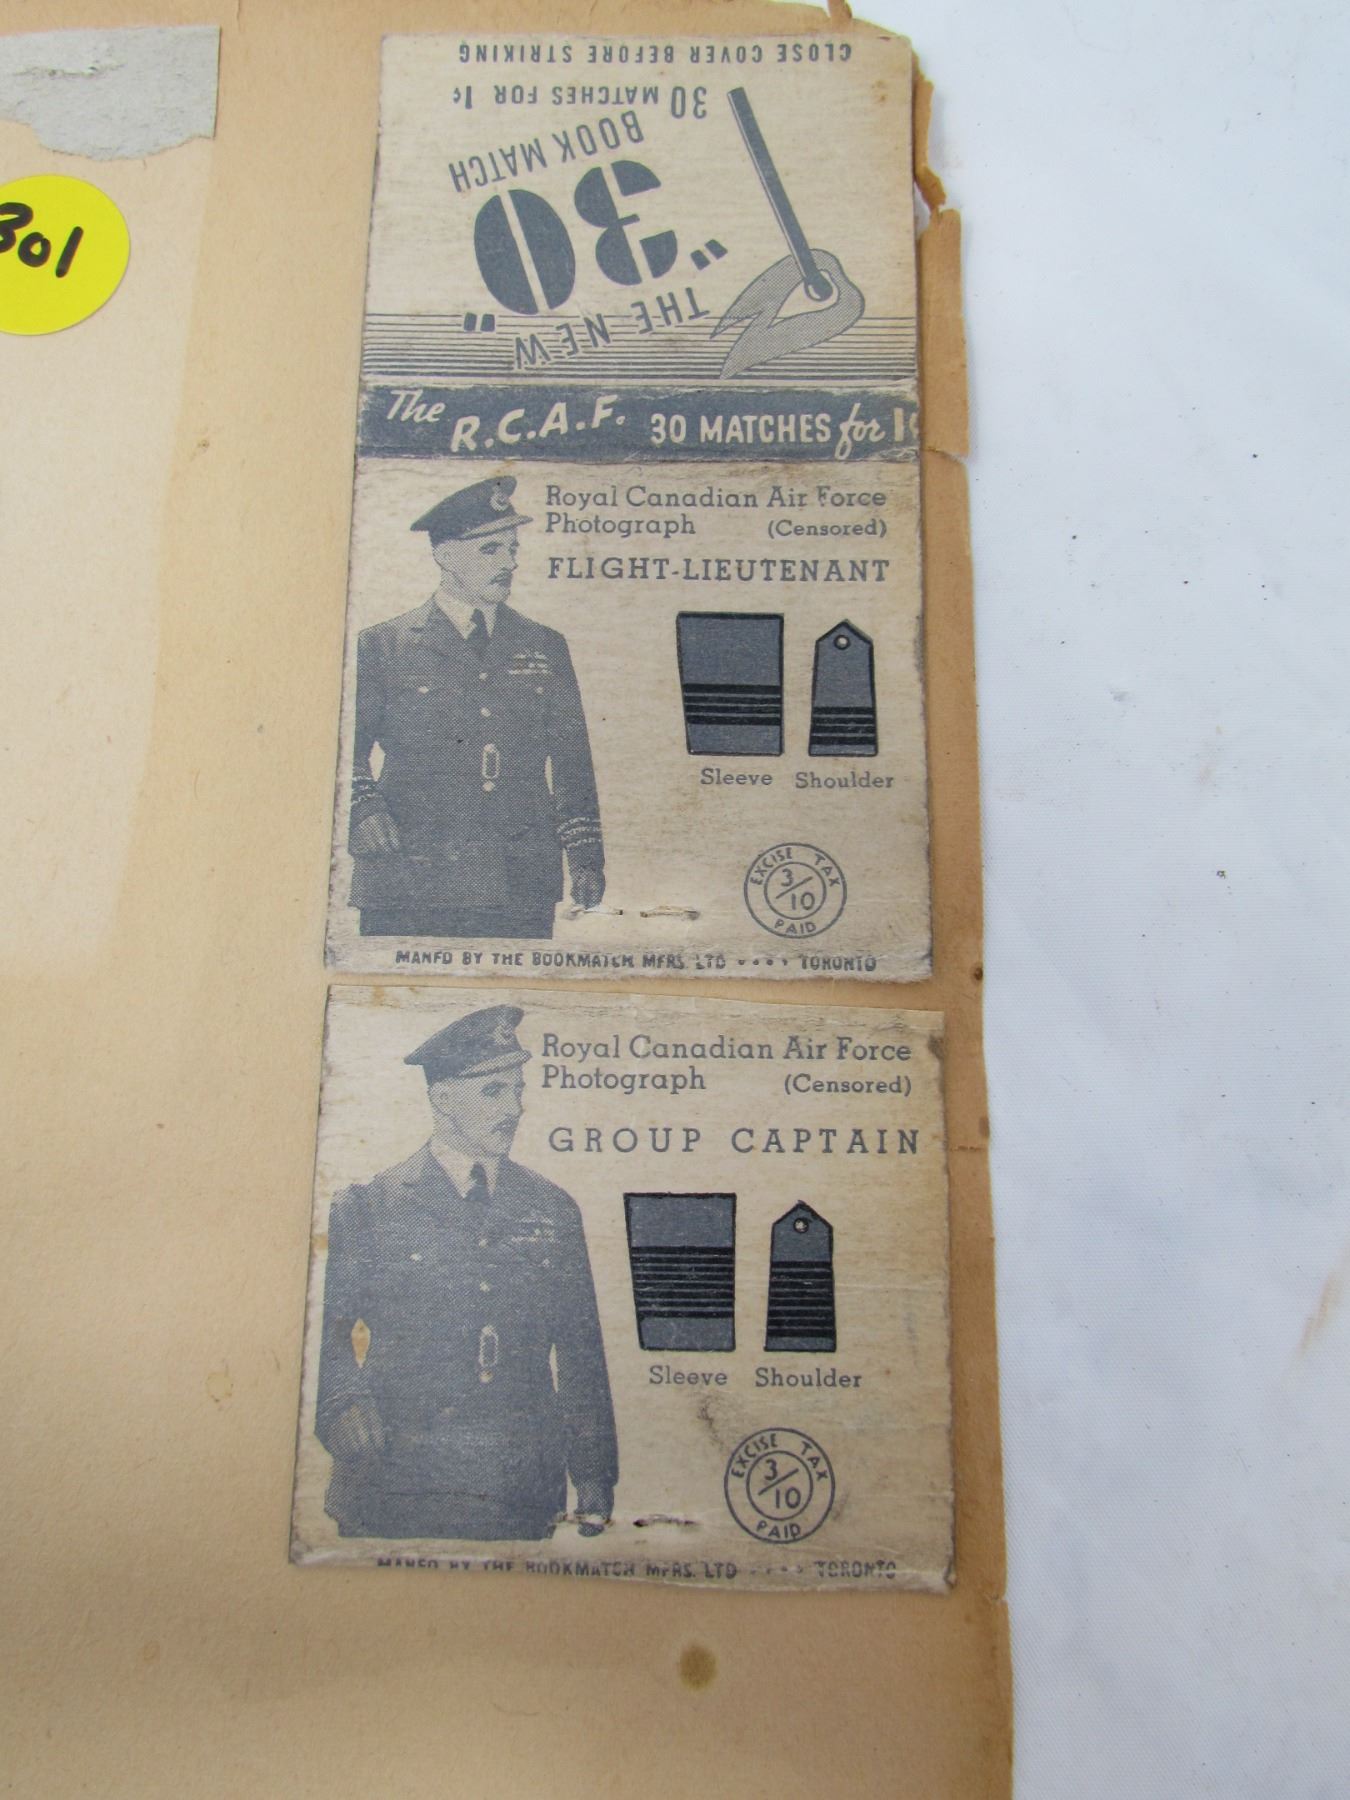 301
CLOSE COVER BEFORE STRIKING
30 MATCHES FOR 1¢
BOOK MATCH
"30"
THE NEW
The R.C.A.F. 30 MATCHES for 1¢
Royal Canadian Air Force
Photograph (Censored)
FLIGHT-LIEUTENANT
Sleeve Shoulder
EXCISE TAX
3/10
PAID
MANFD BY THE BOOKMATCH MFRS. LTD •••• TORONTO
Royal Canadian Air Force
Photograph (Censored)
GROUP CAPTAIN
Sleeve Shoulder
EXCISE TAX
3/10
PAID
MANFD BY THE BOOKMATCH MFRS. LTD •••• TORONTO